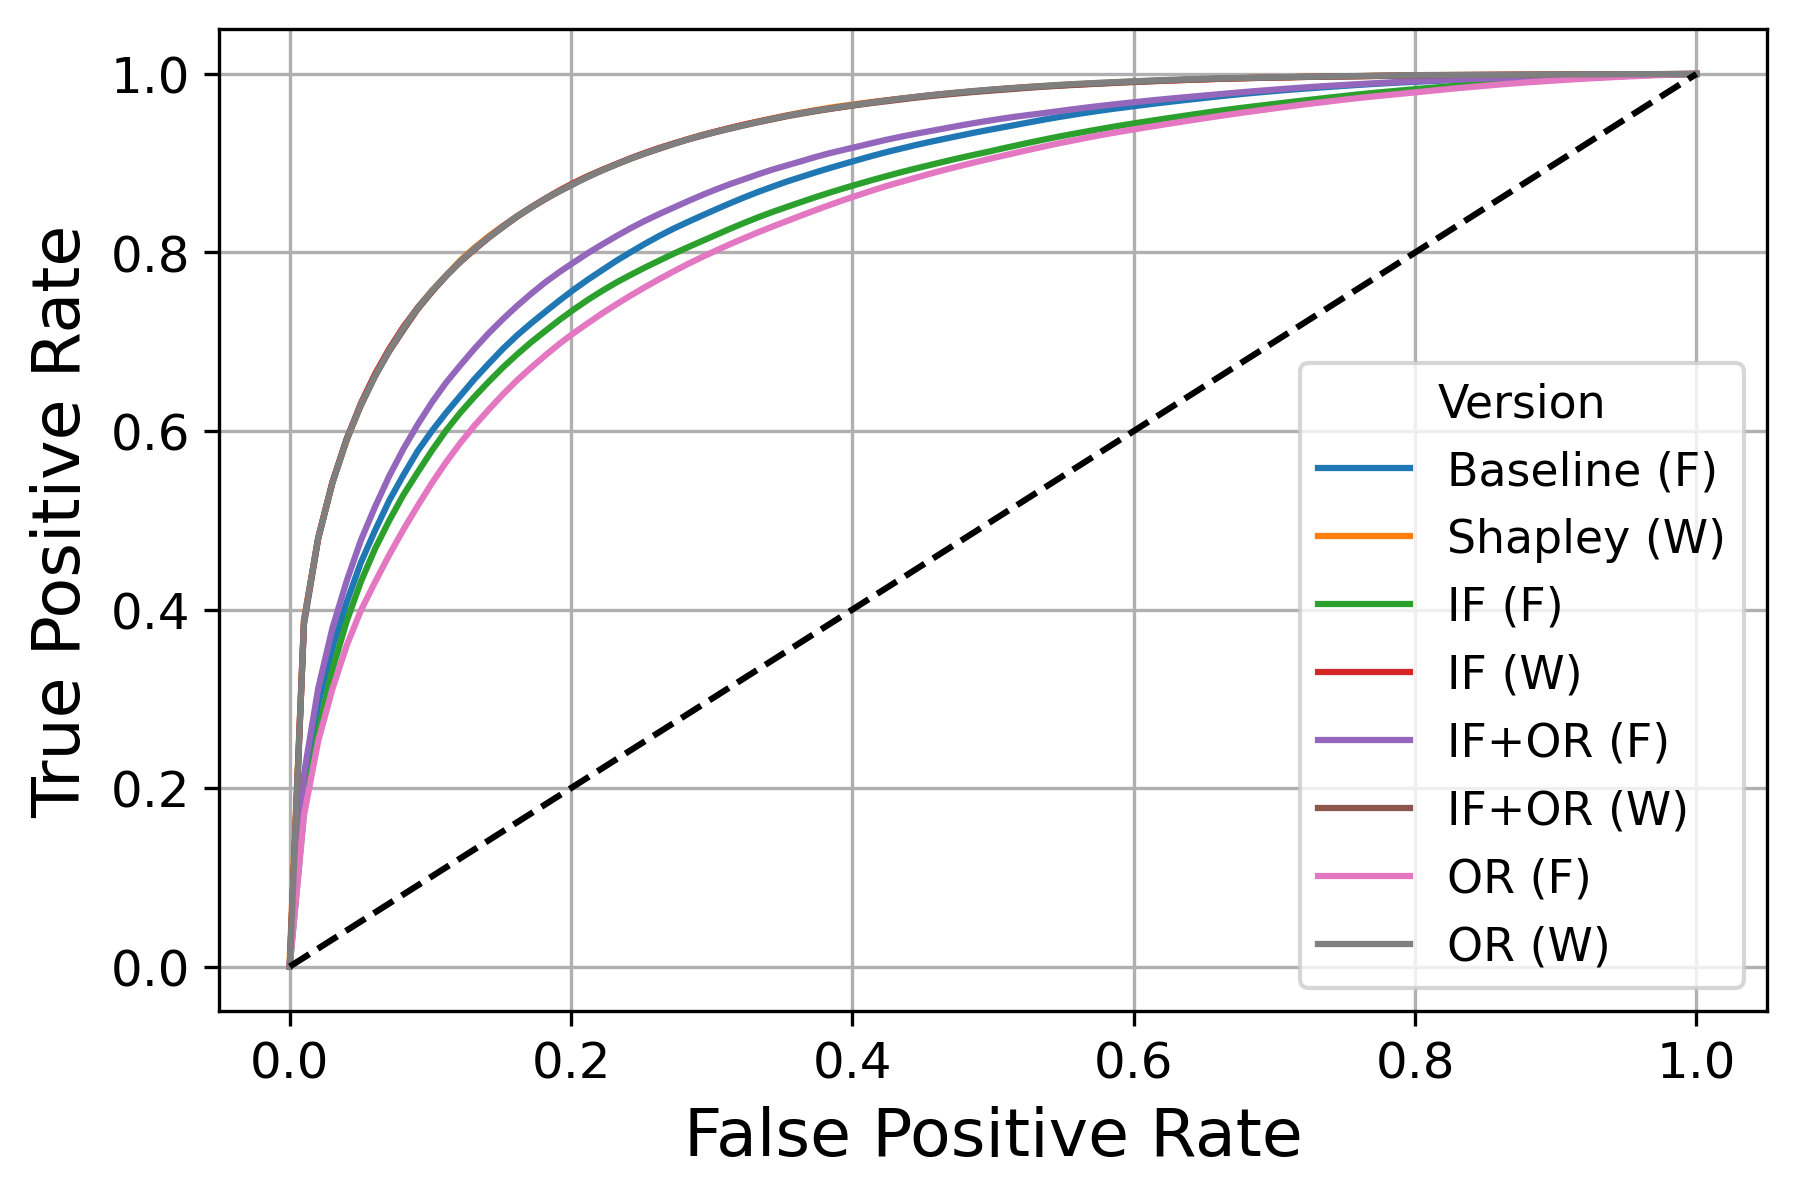 1.0
0.8
0.6
0.4
0.2
0.0
True Positive Rate
Version
Baseline (F)
Shapley (W)
IF (F)
IF (W)
IF+OR (F)
IF+OR (W)
OR (F)
OR (W)
0.0 0.2 0.4 0.6 0.8 1.0
False Positive Rate